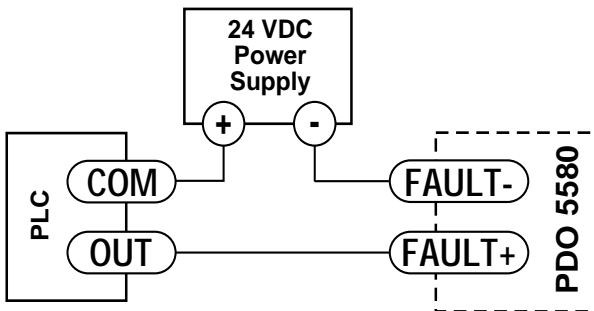 24 VDC
Power
Supply
+ -
PLC
COM
FAULT-
OUT
FAULT+
PDO 5580